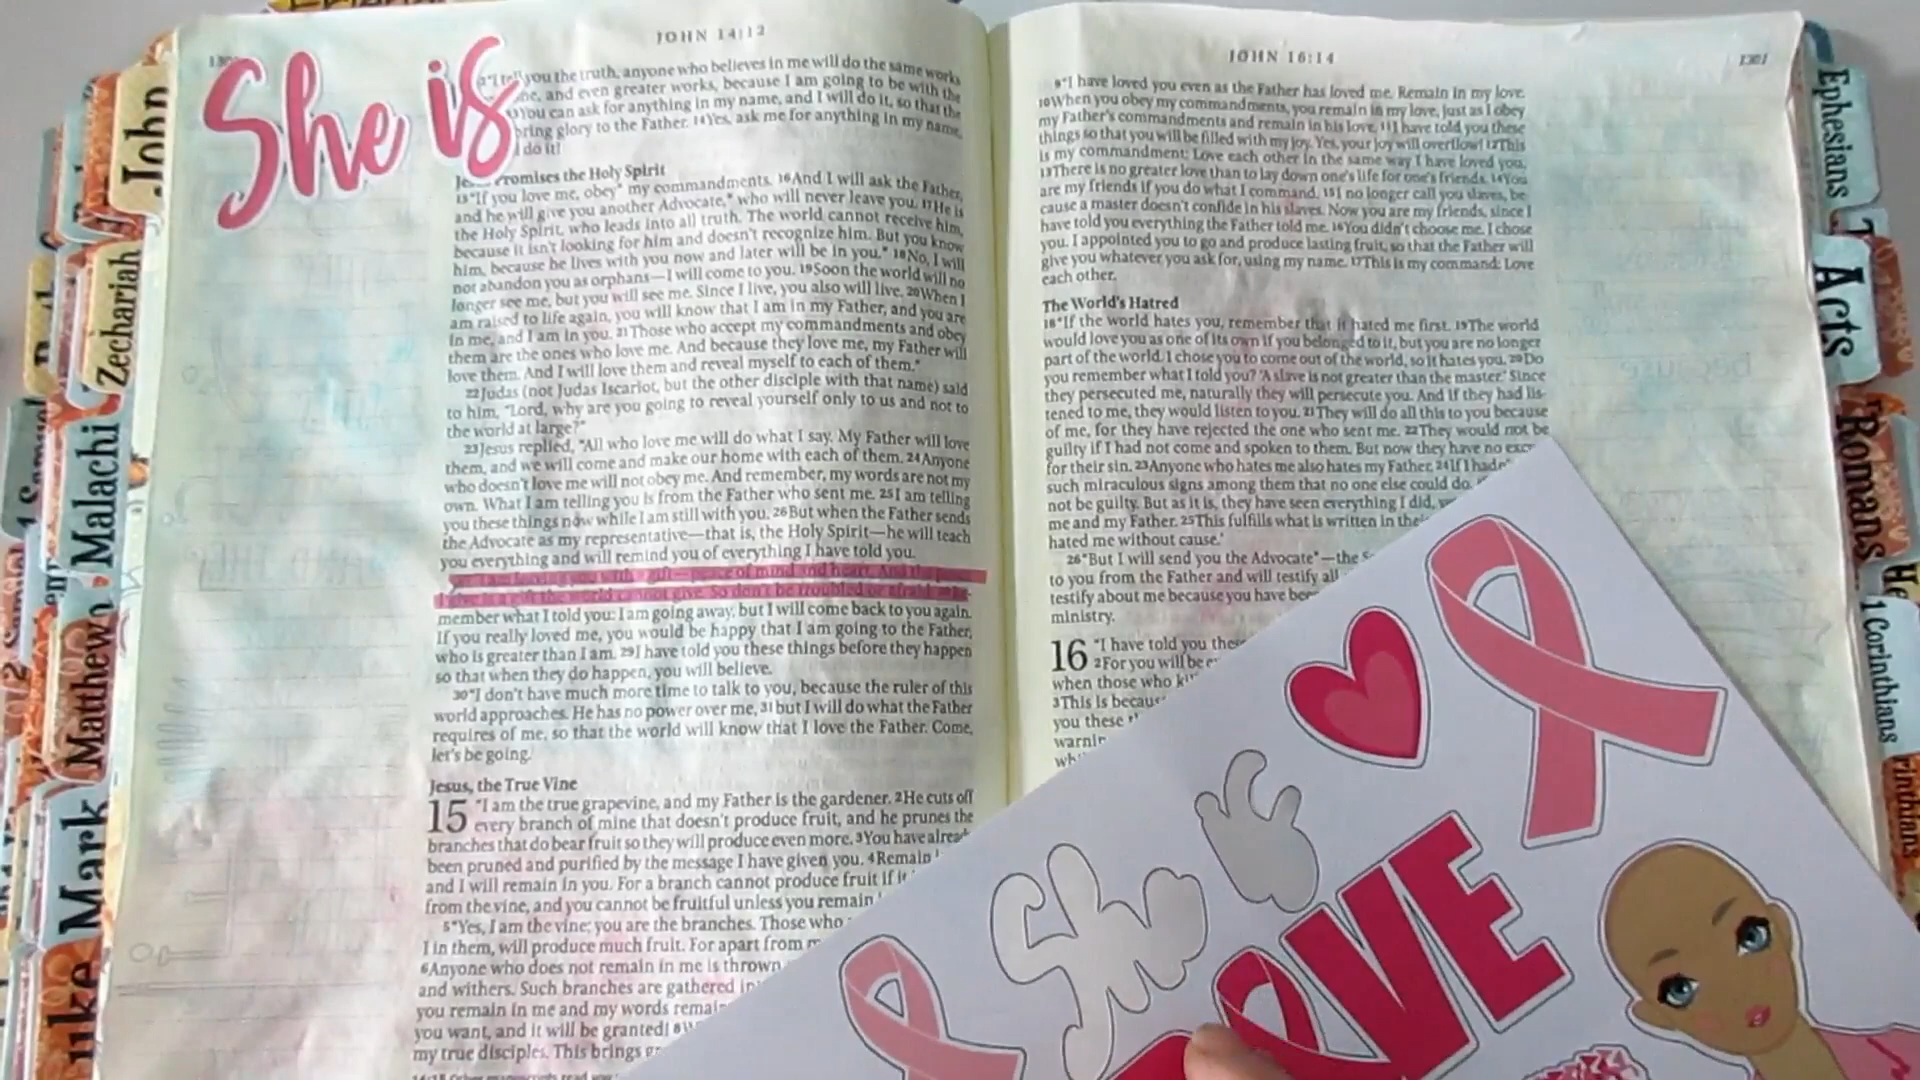 JOHN 14:12
She is
12"I tell you the truth, anyone who believes in me will do the same works
ne, and even greater works, because I am going to be with the
You can ask for anything in my name, and I will do it, so that the
bring glory to the Father. 14Yes, ask me for anything in my name,
I do it!
Promises the Holy Spirit
15"If you love me, obey* my commandments. 16And I will ask the Father,
and he will give you another Advocate,* who will never leave you. 17He is
the Holy Spirit, who leads into all truth. The world cannot receive him,
because it isn't looking for him and doesn't recognize him. But you know
him, because he lives with you now and later will be in you.* 18No, I will
not abandon you as orphans—I will come to you. 19Soon the world will no
longer see me, but you will see me. Since I live, you also will live. 20When I
am raised to life again, you will know that I am in my Father, and you are
in me, and I am in you. 21Those who accept my commandments and obey
them are the ones who love me. And because they love me, my Father will
love them. And I will love them and reveal myself to each of them."
22Judas (not Judas Iscariot, but the other disciple with that name) said
to him, "Lord, why are you going to reveal yourself only to us and not to
the world at large?"
23Jesus replied, "All who love me will do what I say. My Father will love
them, and we will come and make our home with each of them. 24Anyone
who doesn't love me will not obey me. And remember, my words are not my
own. What I am telling you is from the Father who sent me. 25I am telling
you these things now while I am still with you. 26But when the Father sends
the Advocate as my representative—that is, the Holy Spirit—he will teach
you everything and will remind you of everything I have told you.
I am leaving you with a gift—peace of mind and heart. And the peace
I give is a gift the world cannot give. So don't be troubled or afraid. 28Re-
member what I told you: I am going away, but I will come back to you again.
If you really loved me, you would be happy that I am going to the Father,
who is greater than I am. 29I have told you these things before they happen
so that when they do happen, you will believe.
30"I don't have much more time to talk to you, because the ruler of this
world approaches. He has no power over me, 31but I will do what the Father
requires of me, so that the world will know that I love the Father. Come,
let's be going.
Jesus, the True Vine
15 "I am the true grapevine, and my Father is the gardener. 2He cuts off
every branch of mine that doesn't produce fruit, and he prunes the
branches that do bear fruit so they will produce even more. 3You have already
been pruned and purified by the message I have given you. 4Remain
and I will remain in you. For a branch cannot produce fruit if it
from the vine, and you cannot be fruitful unless you remain
5"Yes, I am the vine; you are the branches. Those who
I in them, will produce much fruit. For apart from
6Anyone who does not remain in me is thrown
and withers. Such branches are gathered
you remain in me and my words remain
you want, and it will be granted! 8
my true disciples. This brings
JOHN 16:14
1301
9"I have loved you even as the Father has loved me. Remain in my love.
10When you obey my commandments, you remain in my love, just as I obey
my Father's commandments and remain in his love. 11I have told you these
things so that you will be filled with my joy. Yes, your joy will overflow! 12This
is my commandment: Love each other in the same way I have loved you.
13There is no greater love than to lay down one's life for one's friends. 14You
are my friends if you do what I command. 15I no longer call you slaves, be-
cause a master doesn't confide in his slaves. Now you are my friends, since I
have told you everything the Father told me. 16You didn't choose me. I chose
you. I appointed you to go and produce lasting fruit, so that the Father will
give you whatever you ask for, using my name. 17This is my command: Love
each other.
The World's Hatred
18"If the world hates you, remember that it hated me first. 19The world
would love you as one of its own if you belonged to it, but you are no longer
part of the world. I chose you to come out of the world, so it hates you. 20Do
you remember what I told you? 'A slave is not greater than the master.' Since
they persecuted me, naturally they will persecute you. And if they had lis-
tened to me, they would listen to you. 21They will do all this to you because
of me, for they have rejected the one who sent me. 22They would not be
guilty if I had not come and spoken to them. But now they have no
for their sin. 23Anyone who hates me also hates my Father. 24If I
such miraculous signs among them that no one else could do,
not be guilty. But as it is, they have seen everything I did,
me and my Father. 25This fulfills what is written in
hated me without cause.'
26"But I will send you the Advocate*—the
to you from the Father and will testify all
testify about me because you have
ministry.
16 "I have told you
2For you will be
when those who
3This is
you these
John
Zechariah
Malachi
Matthew
Mark
Luke
1 Samuel
2 Samuel
Ephesians
Acts
Romans
1 Corinthians
She is
LOVE